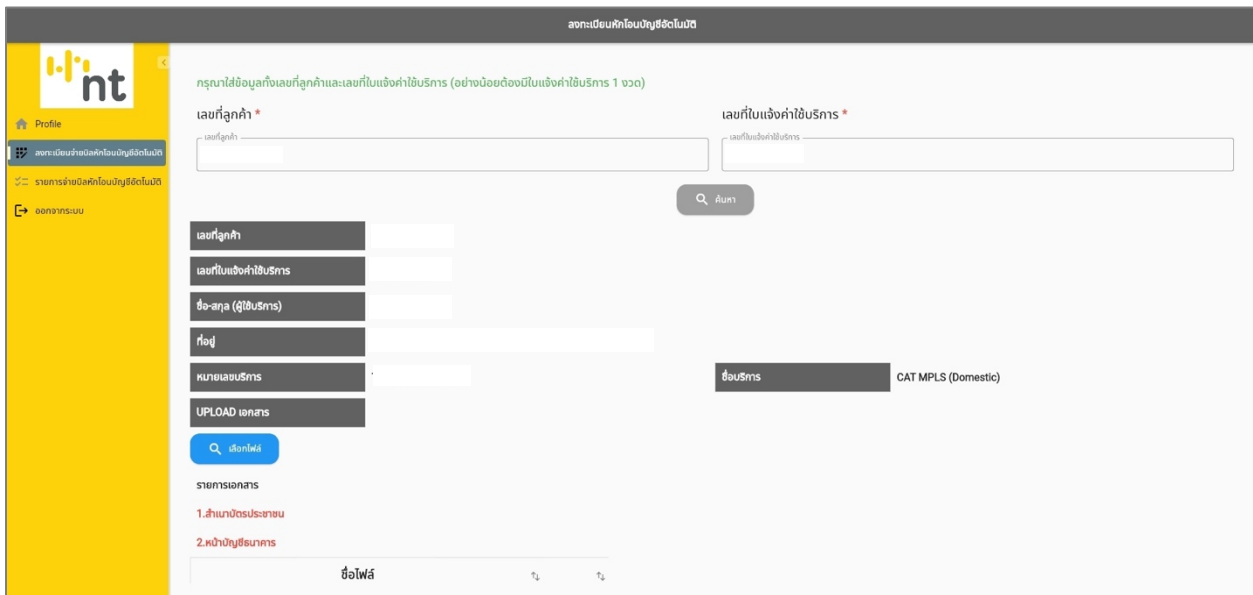 ลงทะเบียนหักโอนบัญชีอัตโนมัติ
nt
Profile
ลงทะเบียนจ่ายบิลหักโอนบัญชีอัตโนมัติ
รายการจ่ายบิลหักโอนบัญชีอัตโนมัติ
ออกจากระบบ
กรุณาใส่ข้อมูลทั้งเลขที่ลูกค้าและเลขที่ใบแจ้งค่าใช้บริการ (อย่างน้อยต้องมีใบแจ้งค่าใช้บริการ 1 งวด)
เลขที่ลูกค้า * เลขที่ใบแจ้งค่าใช้บริการ *
เลขที่ลูกค้า เลขที่ใบแจ้งค่าใช้บริการ
ค้นหา
เลขที่ลูกค้า
เลขที่ใบแจ้งค่าใช้บริการ
ชื่อ-สกุล (ผู้ใช้บริการ)
ที่อยู่
หมายเลขบริการ ชื่อบริการ CAT MPLS (Domestic)
UPLOAD เอกสาร
เลือกไฟล์
รายการเอกสาร
1.สำเนาบัตรประชาชน
2.หน้าบัญชีธนาคาร
ชื่อไฟล์